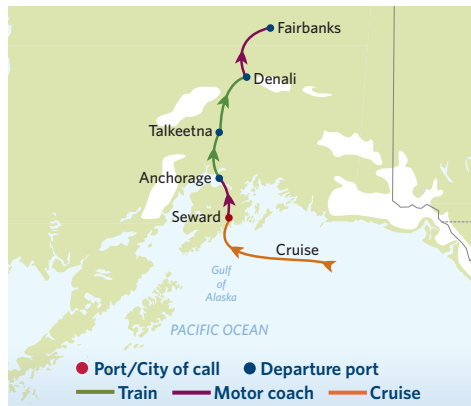 Fairbanks
Denali
Talkeetna
Anchorage
Seward
Cruise
Gulf
of
Alaska
PACIFIC OCEAN
Port/City of call Departure port
Train Motor coach Cruise